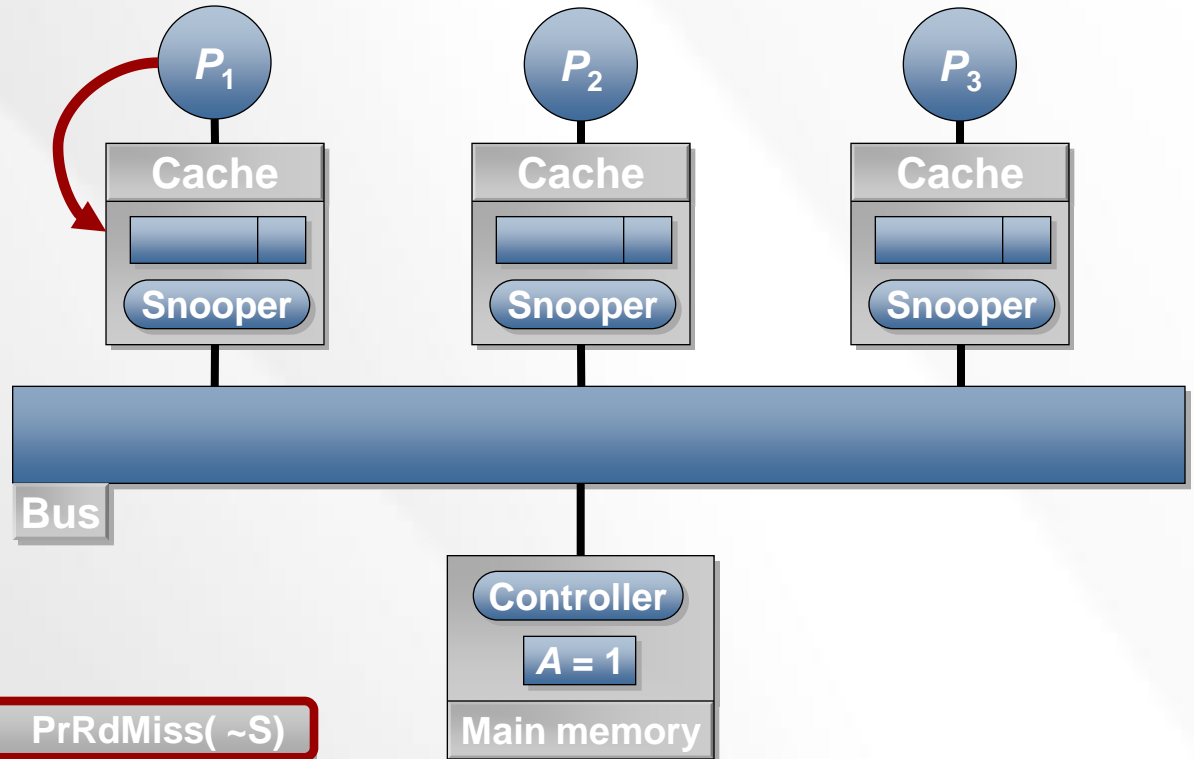 P1 P2 P3
Cache Cache Cache
Snooper Snooper Snooper
Bus
Controller
A = 1
PrRdMiss( ~S)
Main memory